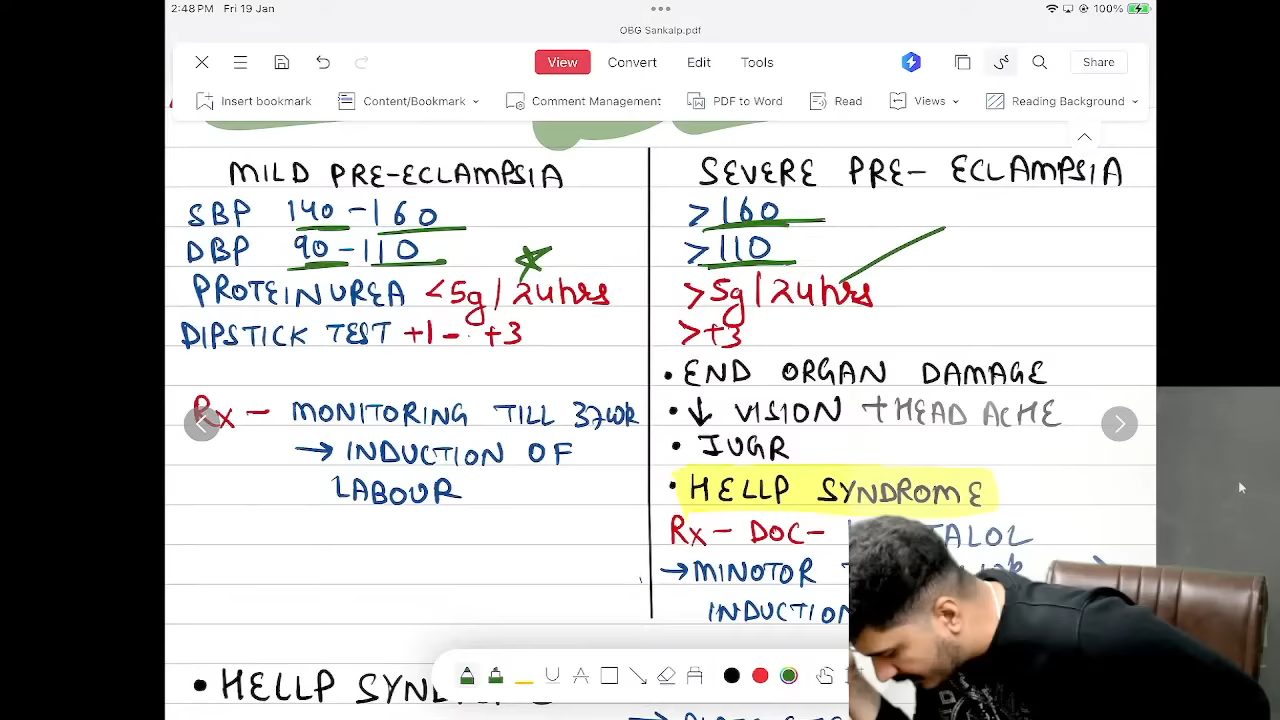 2:48 PM Fri 19 Jan
100%
OBG Sankalp.pdf
View Convert Edit Tools Share
Insert bookmark Content/Bookmark Comment Management PDF to Word Read Views Reading Background
MILD PRE-ECLAMPSIA
SBP 140 - 160
DBP 90 - 110
PROTEINUREA <5g/24hrs
DIPSTICK TEST +1 - +3
Rx - MONITORING TILL 37WK
→ INDUCTION OF
LABOUR
SEVERE PRE- ECLAMPSIA
>160
>110
>5g/24hrs
>+3
• END ORGAN DAMAGE
• ↓ VISION + HEAD ACHE
• IUGR
• HELLP SYNDROME
Rx - DOC -
→ MINOTOR
INDUCTION
• HELLP